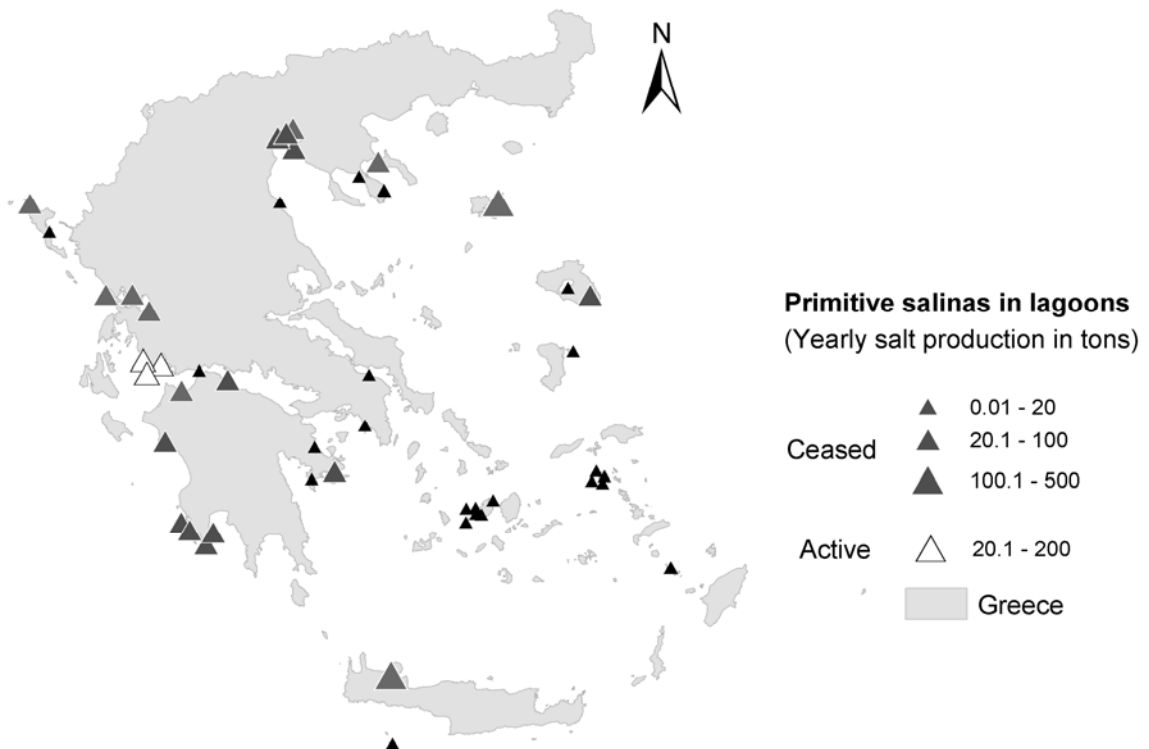 N
Primitive salinas in lagoons
(Yearly salt production in tons)
Ceased
0.01 - 20
20.1 - 100
100.1 - 500
Active
20.1 - 200
Greece